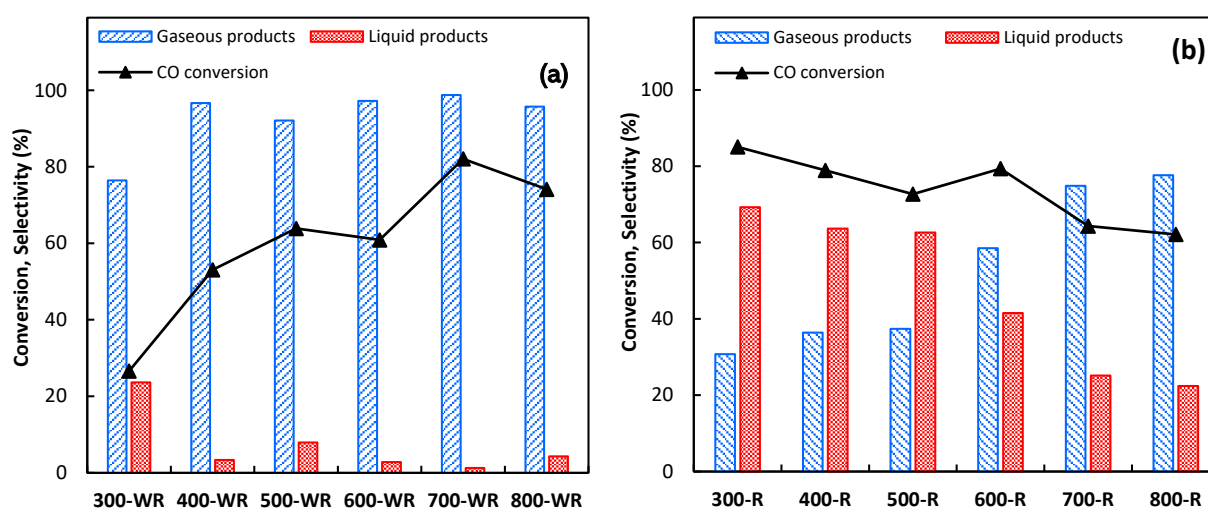 Gaseous products Liquid products
CO conversion
(a)
Conversion, Selectivity (%)
100
80
60
40
20
0
300-WR 400-WR 500-WR 600-WR 700-WR 800-WR
Gaseous products Liquid products
CO conversion
(b)
Conversion, Selectivity (%)
100
80
60
40
20
0
300-R 400-R 500-R 600-R 700-R 800-R